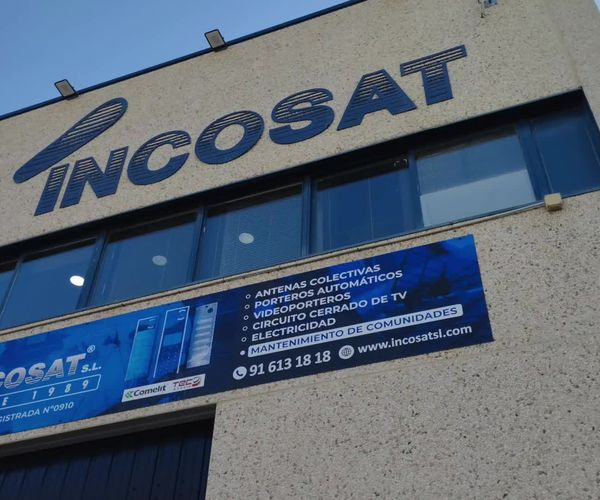 INCOSAT
COSAT®
S.L.
E 1989
GISTRADA Nº0910
Comelit
ANTENAS COLECTIVAS
PORTEROS AUTOMÁTICOS
VIDEOPORTEROS
CIRCUITO CERRADO DE TV
ELECTRICIDAD
MANTENIMIENTO DE COMUNIDADES
91 613 18 18 www.incosatsl.com